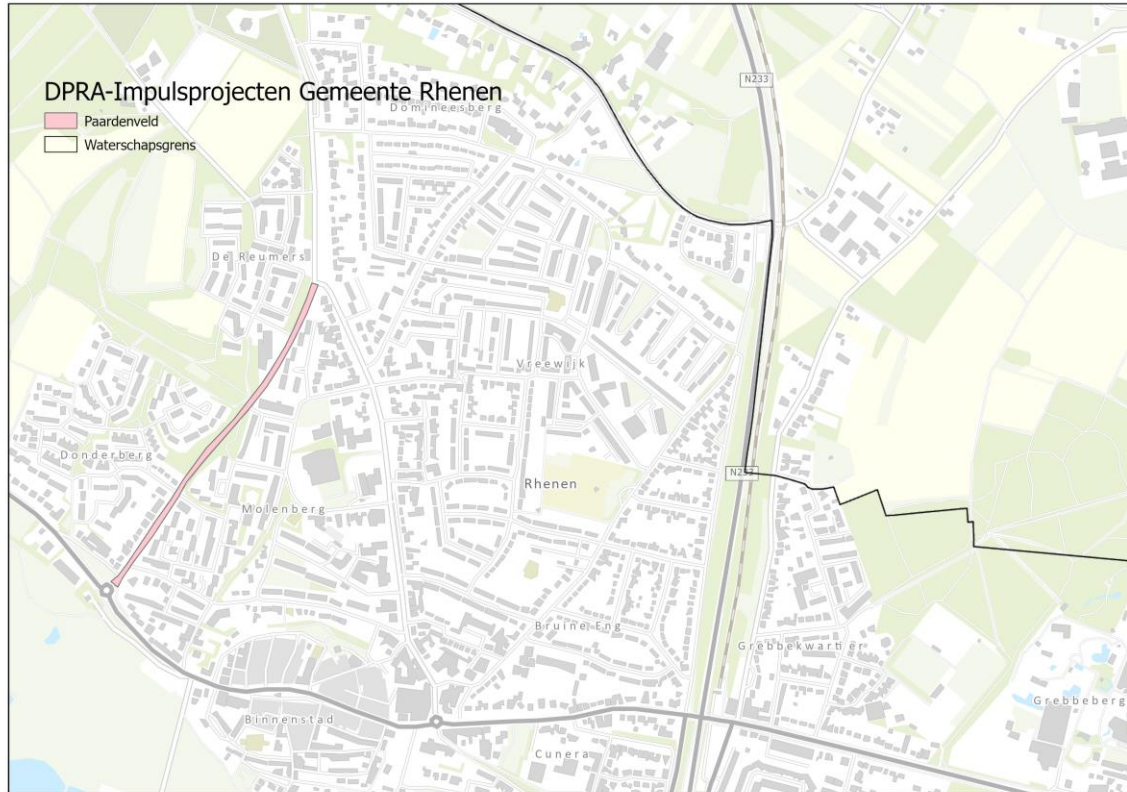 N233
DPRA-Impulsprojecten Gemeente Rhenen
Domineesberg
Paardenveld
Waterschapsgrens
De Reumers
Vreewijk
Donderberg
N233
Rhenen
Molenberg
Bruine Eng
Grebbekwartier
Grebbeberg
Binnenstad
Cunera